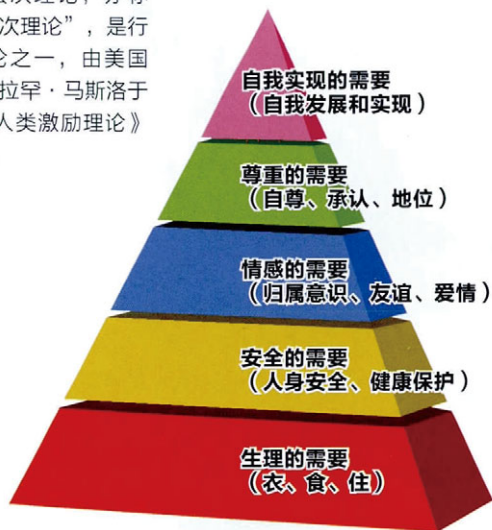 次理论”，是行
论之一，由美国
拉罕·马斯洛于
人类激励理论》
自我实现的需要
（自我发展和实现）
尊重的需要
（自尊、承认、地位）
情感的需要
（归属意识、友谊、爱情）
安全的需要
（人身安全、健康保护）
生理的需要
（衣、食、住）